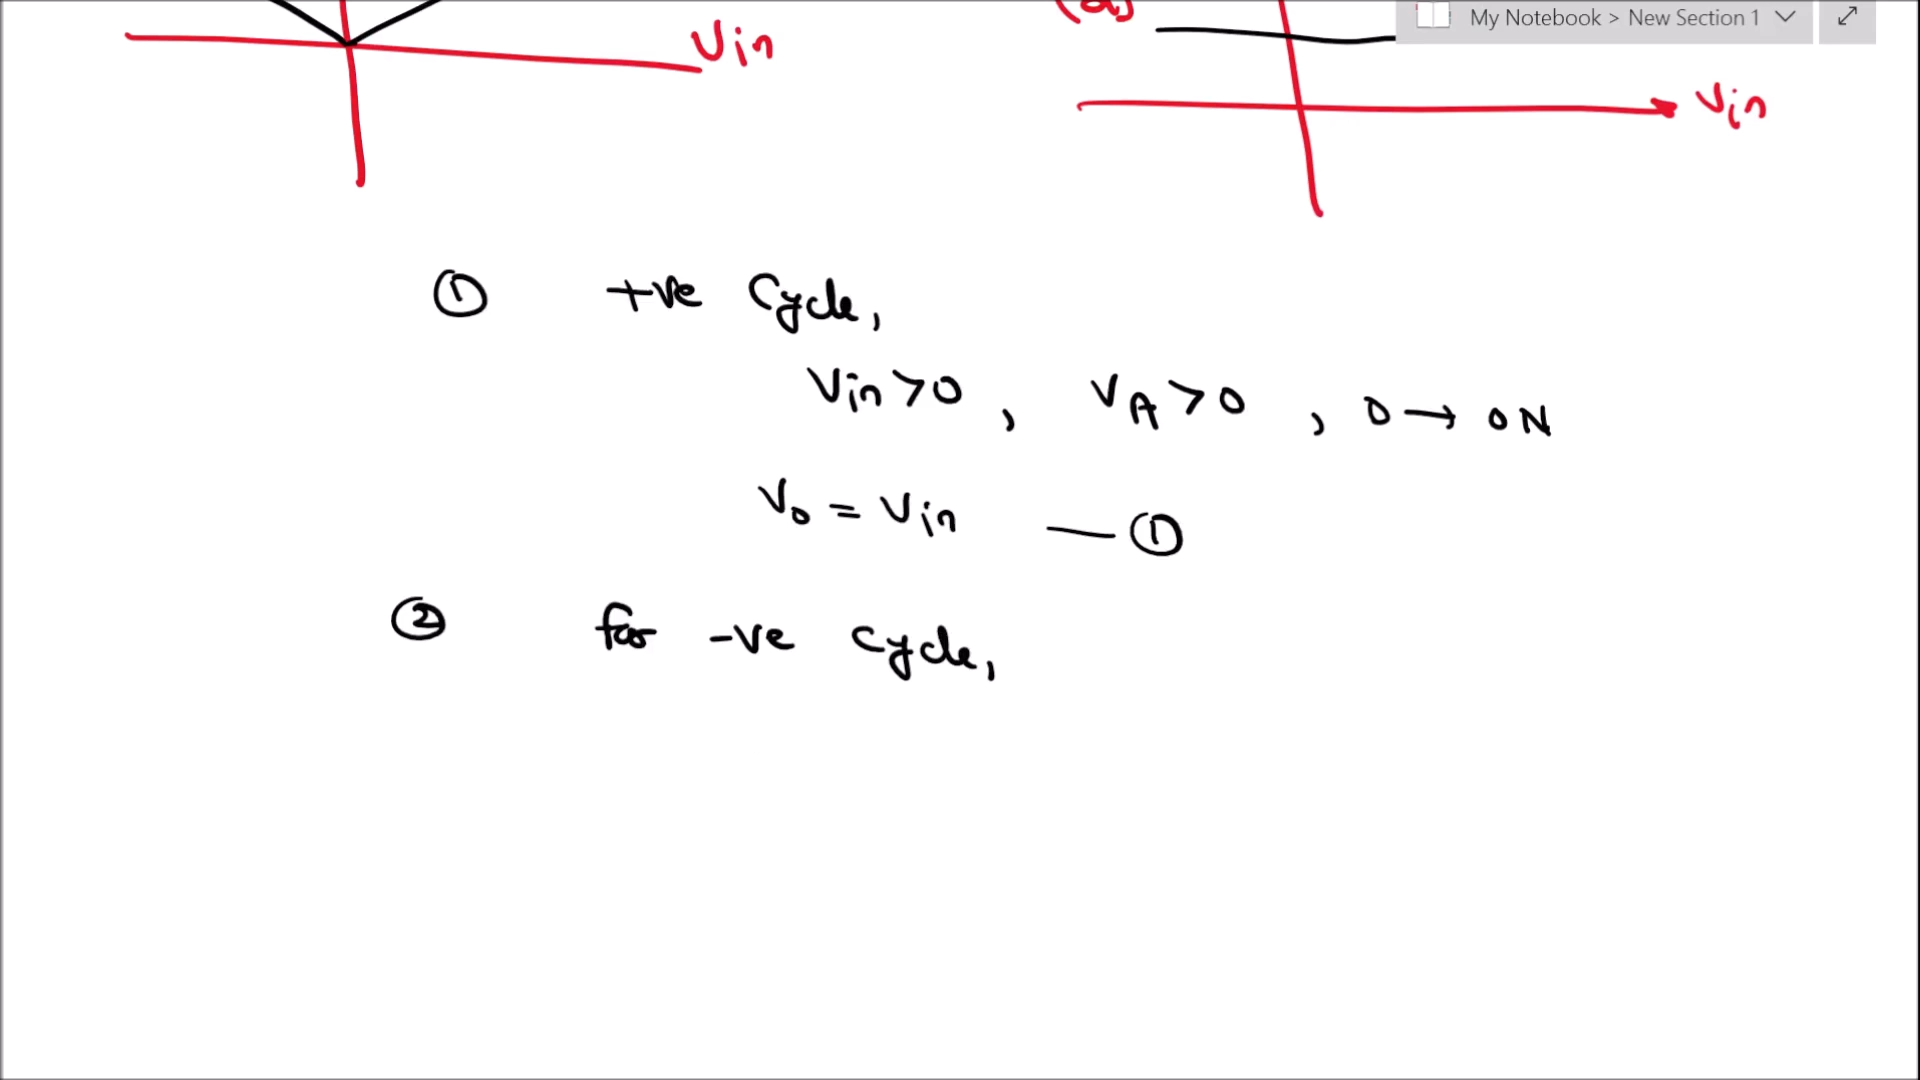 (d)
My Notebook > New Section 1
Vin
Vin
① +ve Cycle,
Vin>0 , VA>0 , D → ON
Vo = Vin — ①
② for -ve cycle,